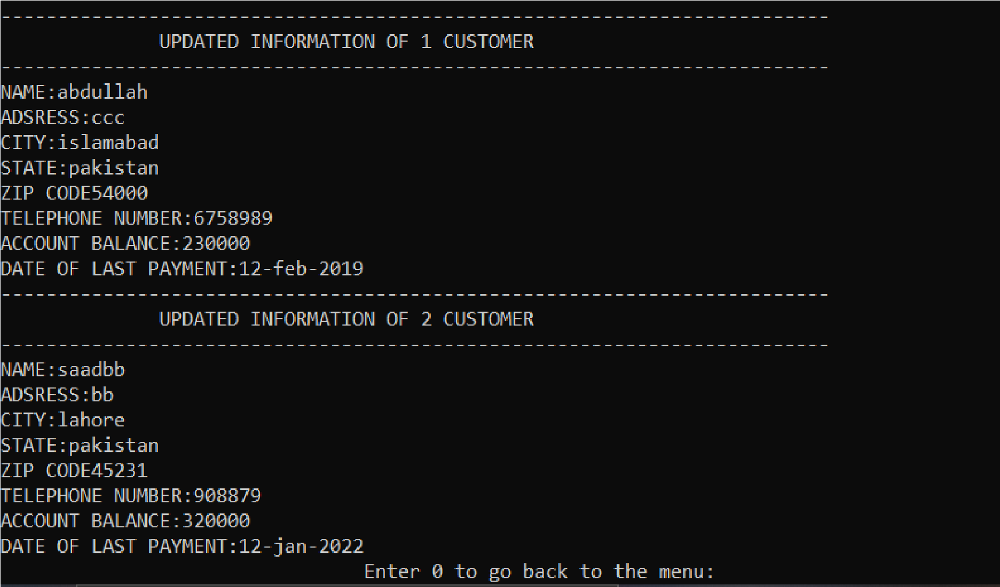 -------------------------------------------------------------------------
UPDATED INFORMATION OF 1 CUSTOMER
-------------------------------------------------------------------------
NAME:abdullah
ADSRESS:ccc
CITY:islamabad
STATE:pakistan
ZIP CODE54000
TELEPHONE NUMBER:6758989
ACCOUNT BALANCE:230000
DATE OF LAST PAYMENT:12-feb-2019
-------------------------------------------------------------------------
UPDATED INFORMATION OF 2 CUSTOMER
-------------------------------------------------------------------------
NAME:saadbb
ADSRESS:bb
CITY:lahore
STATE:pakistan
ZIP CODE45231
TELEPHONE NUMBER:908879
ACCOUNT BALANCE:320000
DATE OF LAST PAYMENT:12-jan-2022
Enter 0 to go back to the menu: